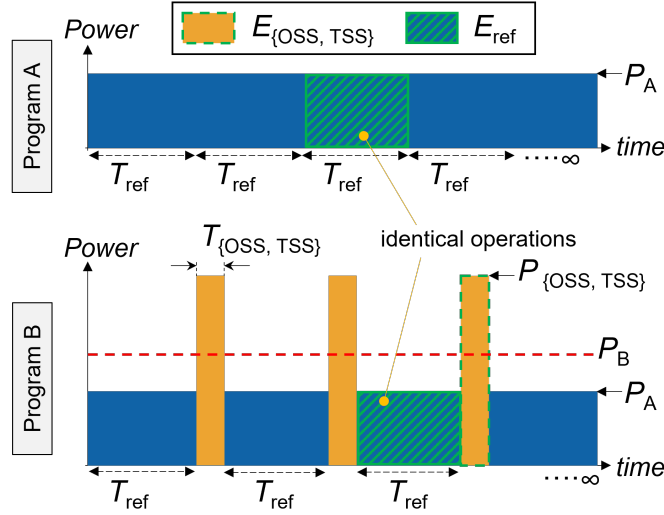 Power
E{OSS, TSS}
Eref
Program A
PA
time
Tref
Tref
Tref
Tref
....∞
identical operations
Power
T{OSS, TSS}
P{OSS, TSS}
Program B
PB
PA
time
Tref
Tref
Tref
....∞